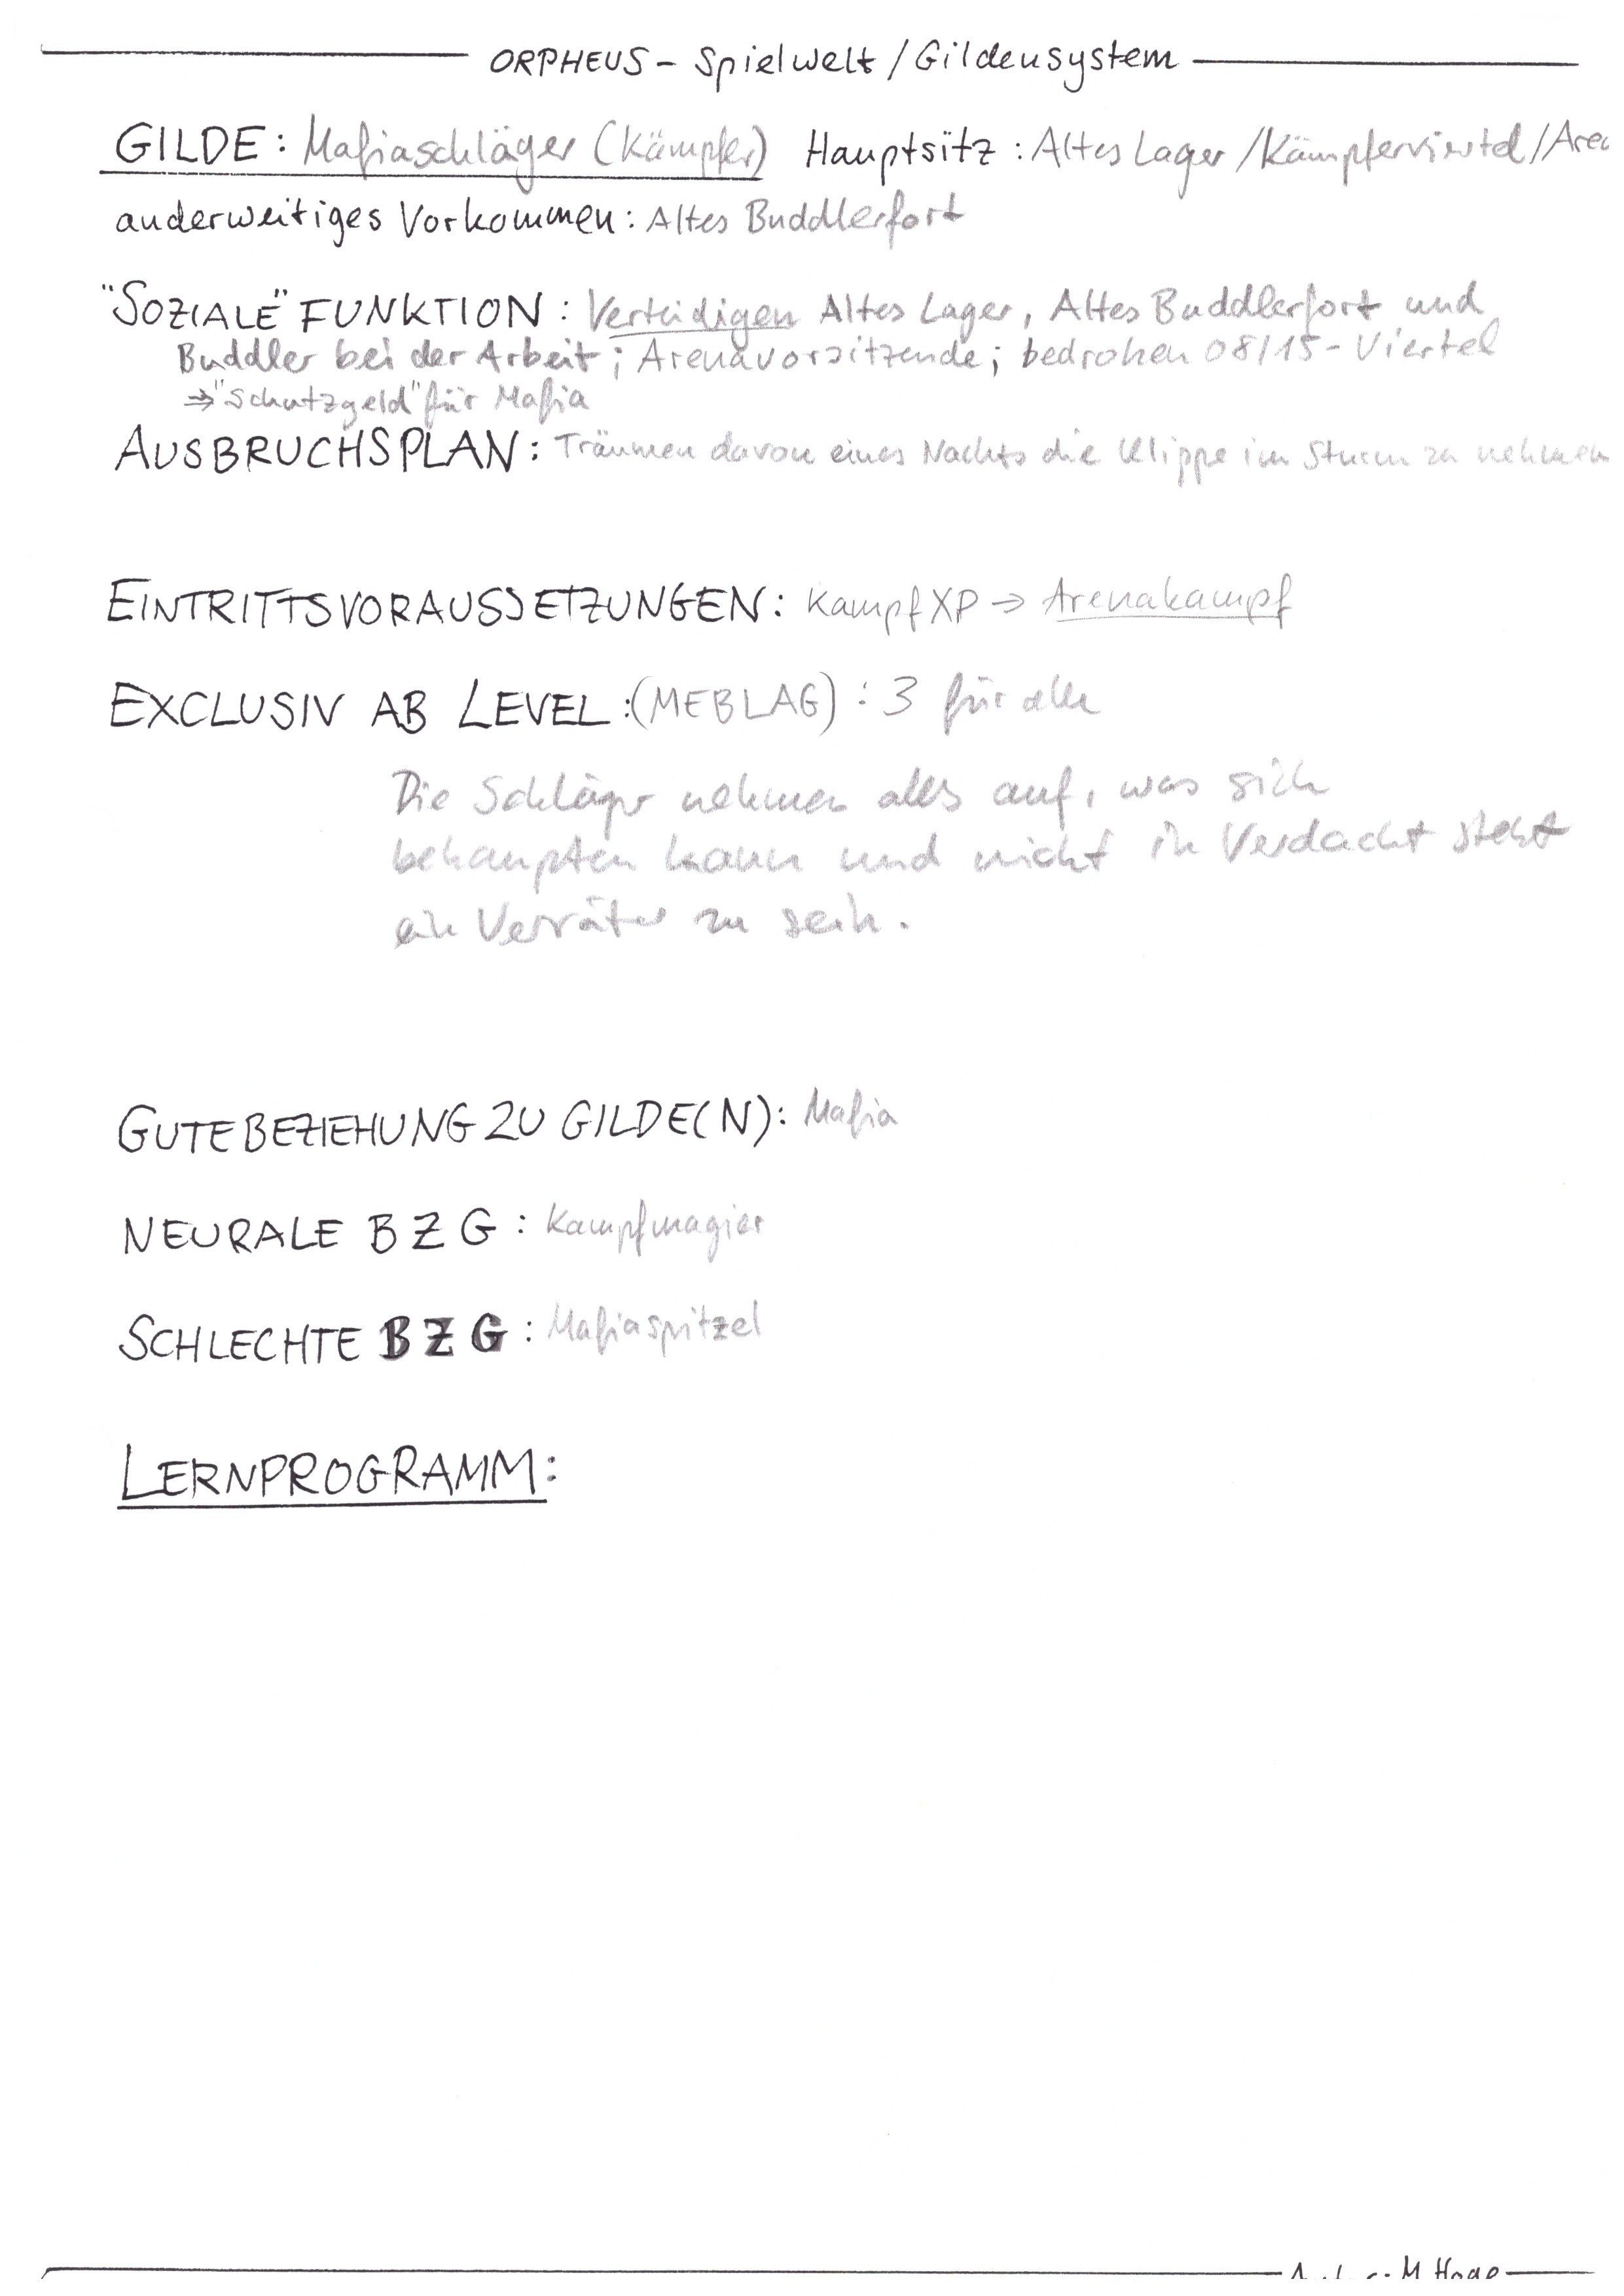 ORPHEUS - Spielwelt / Gildensystem
GILDE: Mafiaschläger (Kämpfer) Hauptsitz: Altes Lager / Kämpferviertel / Aren
anderweitiges Vorkommen: Altes Buddlerfort
"SOZIALE" FUNKTION: Verteidigen Altes Lager, Altes Buddlerfort und
Buddler bei der Arbeit; Arenavorsitzende; bedrohen 08/15-Viertel
⇒ "Schutzgeld" für Mafia
AUSBRUCHSPLAN: Träumen davon eines Nachts die Klippe im Sturm zu nehmen
EINTRITTSVORAUSSETZUNGEN: Kampf XP ⇒ Arenakampf
EXCLUSIV AB LEVEL: (MEBLAG): 3 für alle
Die Schläger nehmen alles auf, was sich
behaupten kann und nicht in Verdacht steht
ein Verräter zu sein.
GUTE BEZIEHUNG ZU GILDE(N): Mafia
NEURALE B Z G: Kampfmagier
SCHLECHTE B Z G: Mafiaspitzel
LERNPROGRAMM:
M. Hage